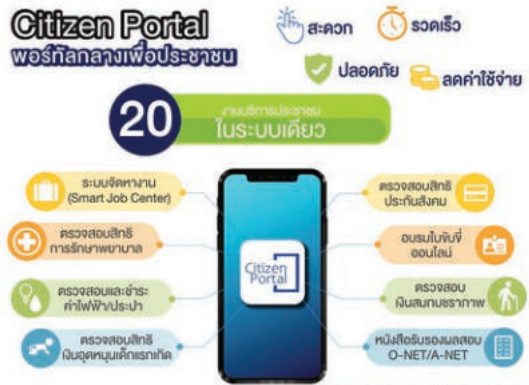 Citizen Portal
พอร์ทัลกลางเพื่อประชาชน
สะดวก
รวดเร็ว
ปลอดภัย
ลดค่าใช้จ่าย
20
งานบริการประชาชน
ในระบบเดียว
ระบบจัดหางาน
(Smart Job Center)
ตรวจสอบสิทธิ
การรักษาพยาบาล
ตรวจสอบและชำระ
ค่าไฟฟ้า/ประปา
ตรวจสอบสิทธิ
เงินอุดหนุนเด็กแรกเกิด
Citizen
Portal
ตรวจสอบสิทธิ
ประกันสังคม
อบรมใบขับขี่
ออนไลน์
ตรวจสอบ
เงินสมทบชราภาพ
หนังสือรับรองผลสอบ
O-NET/A-NET